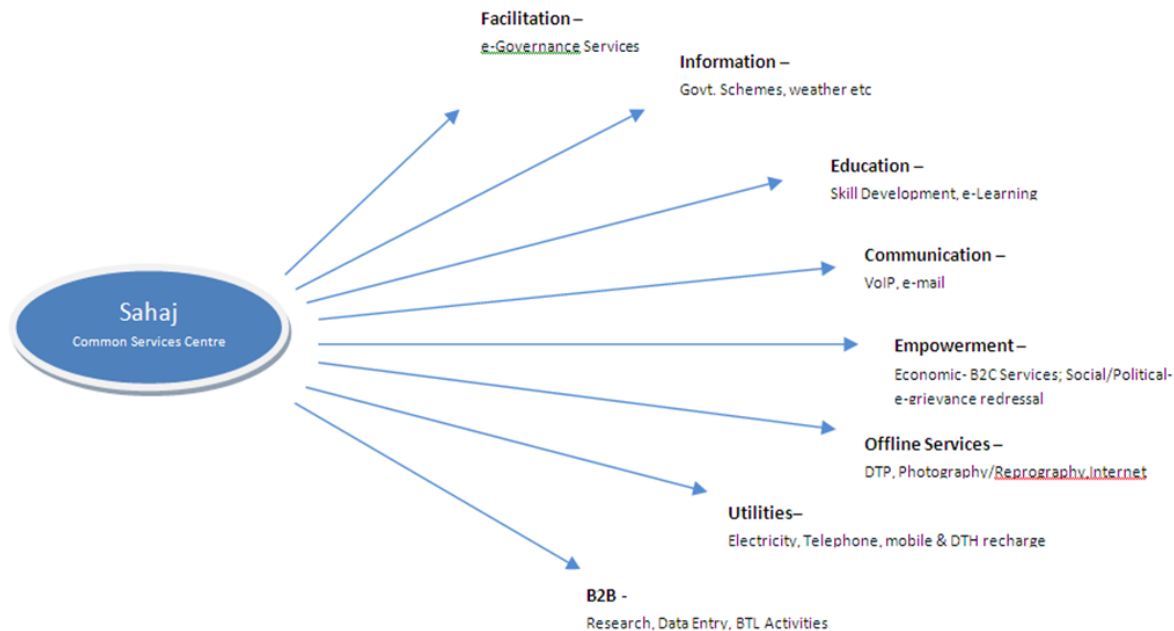 Facilitation –
e-Governance Services
Information –
Govt. Schemes, weather etc
Education –
Skill Development, e-Learning
Sahaj
Common Services Centre
Communication –
VoIP, e-mail
Empowerment –
Economic- B2C Services; Social/Political-
e-grievance redressal
Offline Services –
DTP, Photography/Reprography,Internet
Utilities–
Electricity, Telephone, mobile & DTH recharge
B2B -
Research, Data Entry, BTL Activities